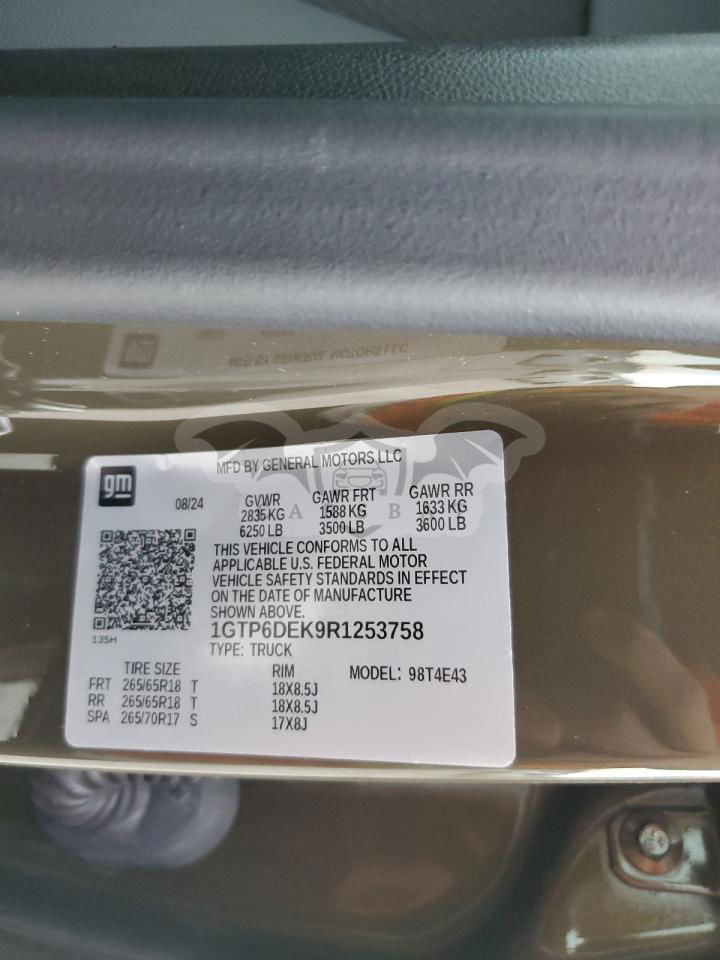 gm
MFD BY GENERAL MOTORS LLC
08/24
GVWR GAWR FRT GAWR RR
2835 KG 1588 KG 1633 KG
6250 LB 3500 LB 3600 LB
A B
THIS VEHICLE CONFORMS TO ALL
APPLICABLE U.S. FEDERAL MOTOR
VEHICLE SAFETY STANDARDS IN EFFECT
ON THE DATE OF MANUFACTURE
SHOWN ABOVE.
135H
1GTP6DEK9R1253758
TYPE: TRUCK
TIRE SIZE RIM MODEL: 98T4E43
FRT 265/65R18 T 18X8.5J
RR 265/65R18 T 18X8.5J
SPA 265/70R17 S 17X8J